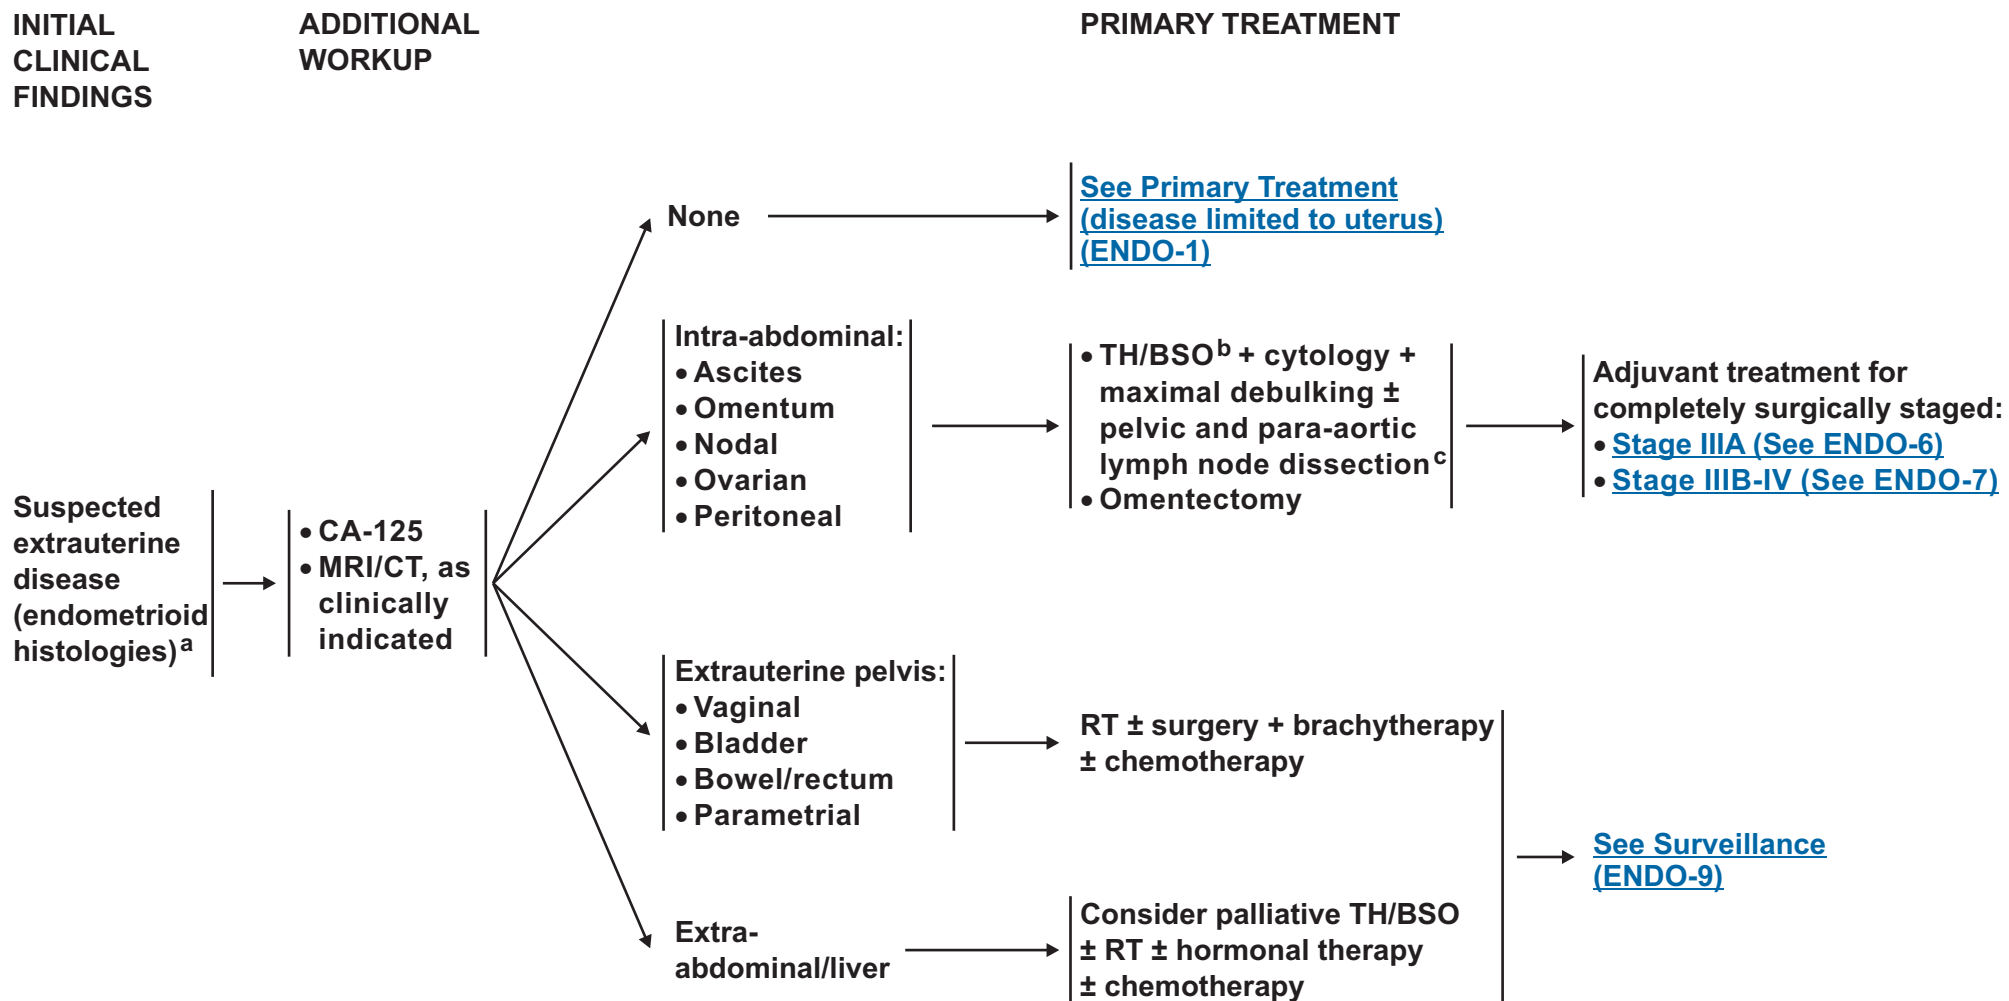 INITIAL
CLINICAL
FINDINGS
ADDITIONAL
WORKUP
PRIMARY TREATMENT
Suspected
extrauterine
disease
(endometrioid
histologies)a
• CA-125
• MRI/CT, as
clinically
indicated
None
See Primary Treatment
(disease limited to uterus)
(ENDO-1)
Intra-abdominal:
• Ascites
• Omentum
• Nodal
• Ovarian
• Peritoneal
• TH/BSOb + cytology +
maximal debulking ±
pelvic and para-aortic
lymph node dissectionc
• Omentectomy
Adjuvant treatment for
completely surgically staged:
• Stage IIIA (See ENDO-6)
• Stage IIIB-IV (See ENDO-7)
Extrauterine pelvis:
• Vaginal
• Bladder
• Bowel/rectum
• Parametrial
RT ± surgery + brachytherapy
± chemotherapy
Extra-
abdominal/liver
Consider palliative TH/BSO
± RT ± hormonal therapy
± chemotherapy
See Surveillance
(ENDO-9)